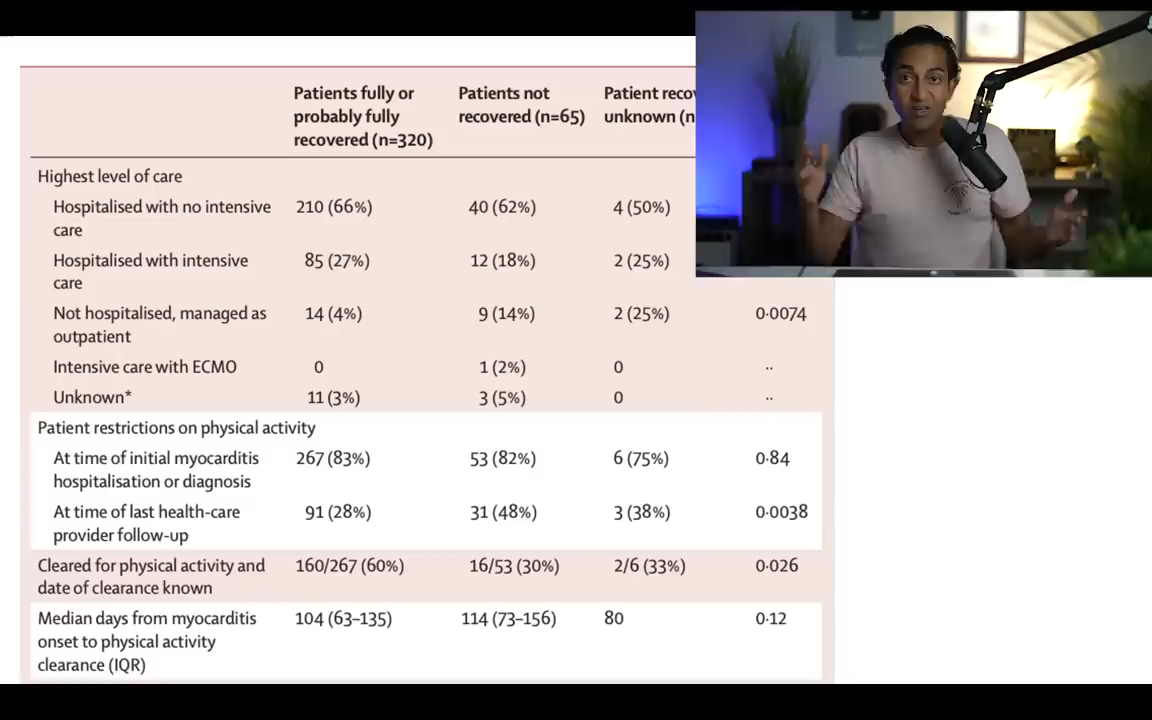 Patients fully or
probably fully
recovered (n=320)
Patients not
recovered (n=65)
Patient
unknown
Highest level of care
Hospitalised with no intensive care 210 (66%) 40 (62%) 4 (50%)
Hospitalised with intensive care 85 (27%) 12 (18%) 2 (25%)
Not hospitalised, managed as outpatient 14 (4%) 9 (14%) 2 (25%) 0·0074
Intensive care with ECMO 0 1 (2%) 0 ··
Unknown* 11 (3%) 3 (5%) 0 ··
Patient restrictions on physical activity
At time of initial myocarditis hospitalisation or diagnosis 267 (83%) 53 (82%) 6 (75%) 0·84
At time of last health-care provider follow-up 91 (28%) 31 (48%) 3 (38%) 0·0038
Cleared for physical activity and date of clearance known 160/267 (60%) 16/53 (30%) 2/6 (33%) 0·026
Median days from myocarditis onset to physical activity clearance (IQR) 104 (63–135) 114 (73–156) 80 0·12